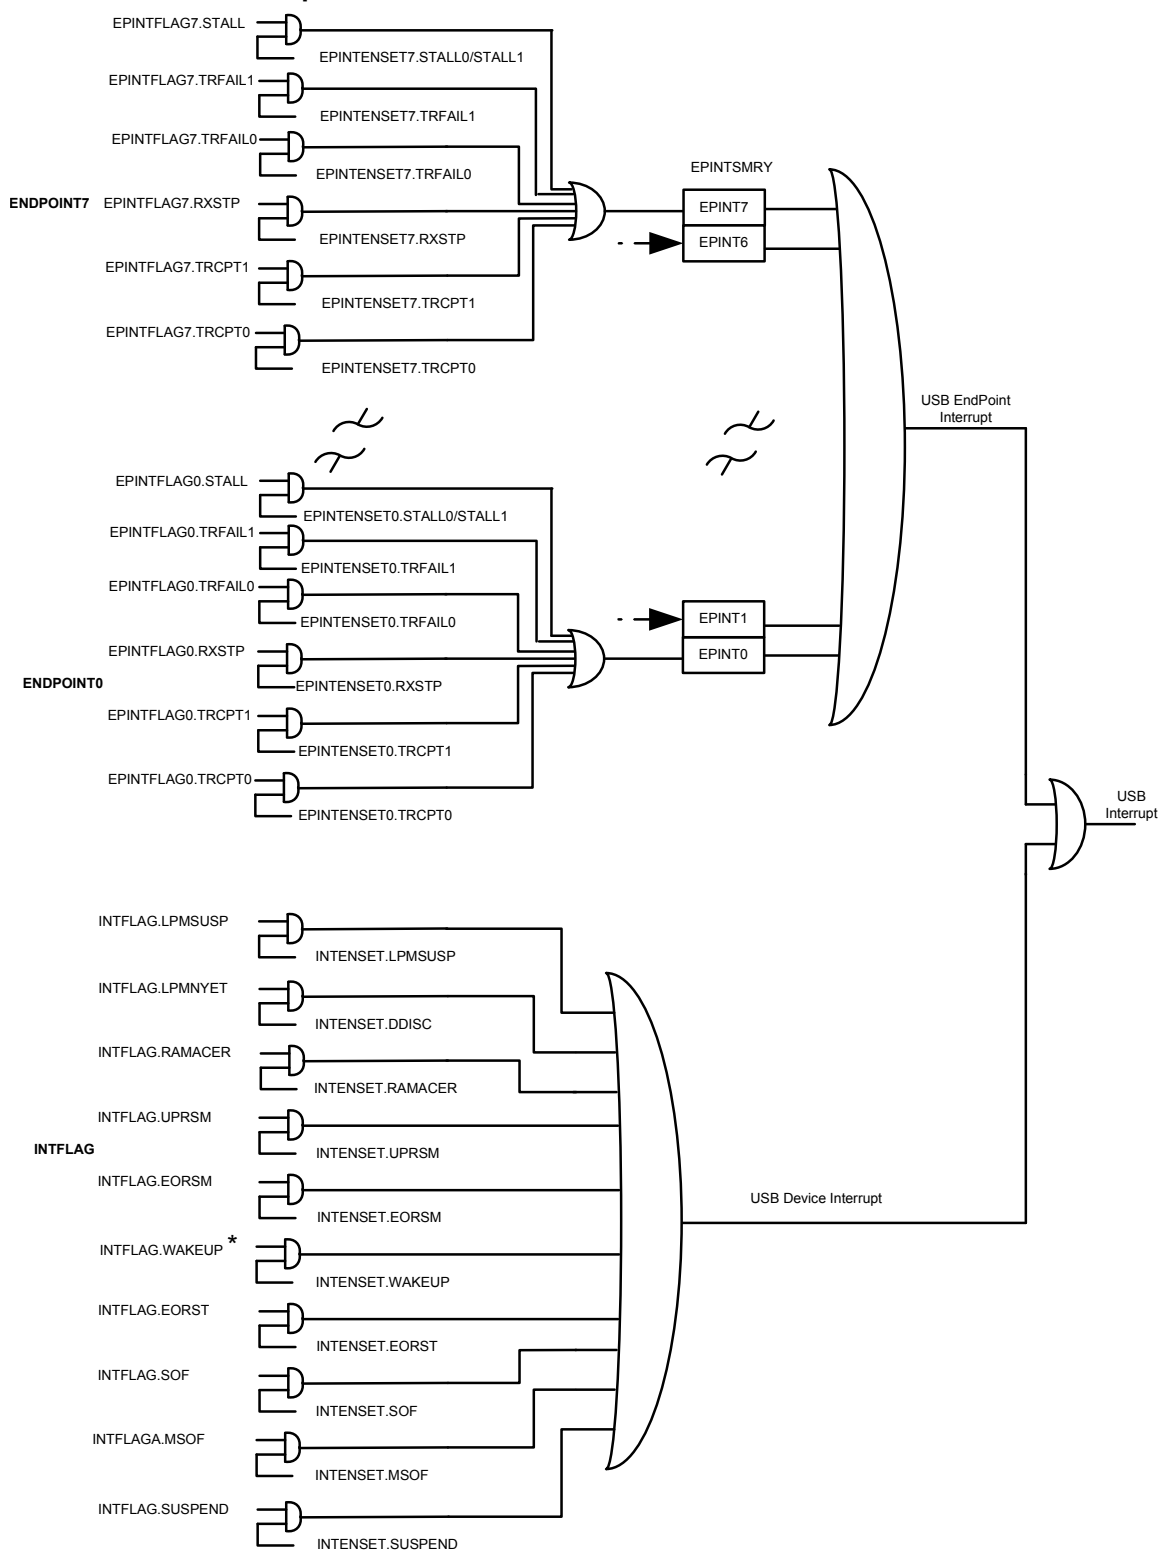 EPINTFLAG7.STALL
EPINTENSET7.STALL0/STALL1
EPINTFLAG7.TRFAIL1
EPINTENSET7.TRFAIL1
EPINTFLAG7.TRFAIL0
EPINTENSET7.TRFAIL0
ENDPOINT7
EPINTFLAG7.RXSTP
EPINTENSET7.RXSTP
EPINTFLAG7.TRCPT1
EPINTENSET7.TRCPT1
EPINTFLAG7.TRCPT0
EPINTENSET7.TRCPT0
EPINTSMRY
EPINT7
EPINT6
USB EndPoint
Interrupt
EPINTFLAG0.STALL
EPINTENSET0.STALL0/STALL1
EPINTFLAG0.TRFAIL1
EPINTENSET0.TRFAIL1
EPINTFLAG0.TRFAIL0
EPINTENSET0.TRFAIL0
EPINTFLAG0.RXSTP
ENDPOINT0
EPINTENSET0.RXSTP
EPINTFLAG0.TRCPT1
EPINTENSET0.TRCPT1
EPINTFLAG0.TRCPT0
EPINTENSET0.TRCPT0
EPINT1
EPINT0
USB
Interrupt
INTFLAG.LPMSUSP
INTENSET.LPMSUSP
INTFLAG.LPMNYET
INTENSET.DDISC
INTFLAG.RAMACER
INTENSET.RAMACER
INTFLAG.UPRSM
INTFLAG
INTENSET.UPRSM
INTFLAG.EORSM
INTENSET.EORSM
INTFLAG.WAKEUP *
INTENSET.WAKEUP
INTFLAG.EORST
INTENSET.EORST
INTFLAG.SOF
INTENSET.SOF
INTFLAGA.MSOF
INTENSET.MSOF
INTFLAG.SUSPEND
INTENSET.SUSPEND
USB Device Interrupt